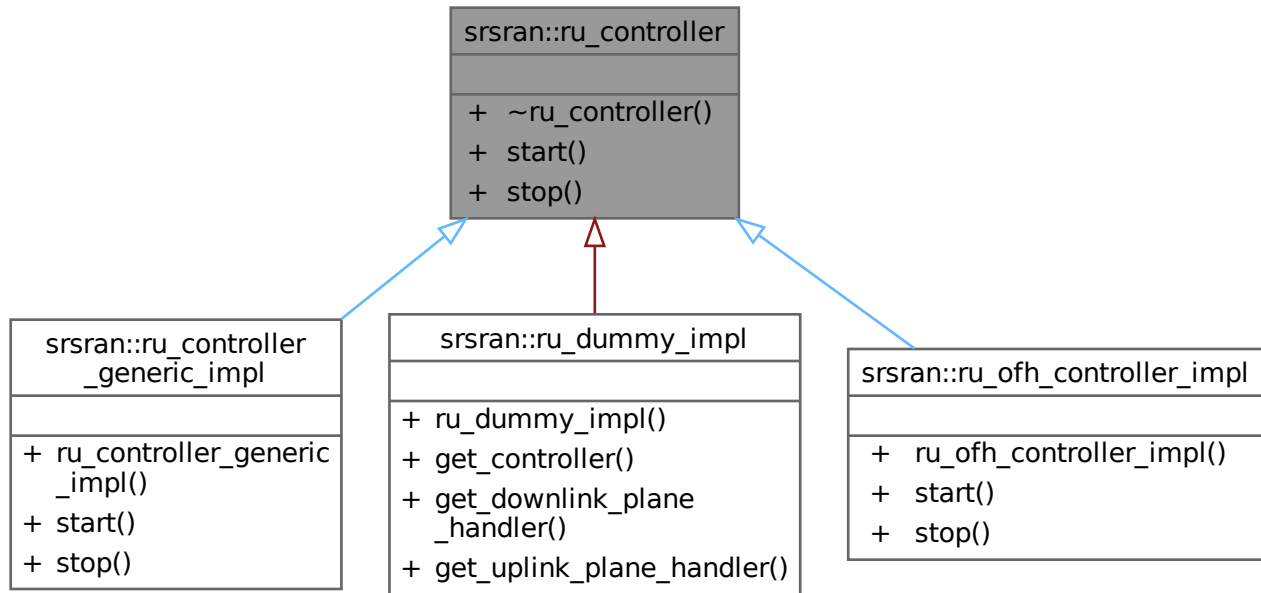 srsran::ru_controller
+ ~ru_controller()
+ start()
+ stop()
srsran::ru_controller
_generic_impl
+ ru_controller_generic
_impl()
+ start()
+ stop()
srsran::ru_dummy_impl
+ ru_dummy_impl()
+ get_controller()
+ get_downlink_plane
_handler()
+ get_uplink_plane_handler()
srsran::ru_ofh_controller_impl
+ ru_ofh_controller_impl()
+ start()
+ stop()